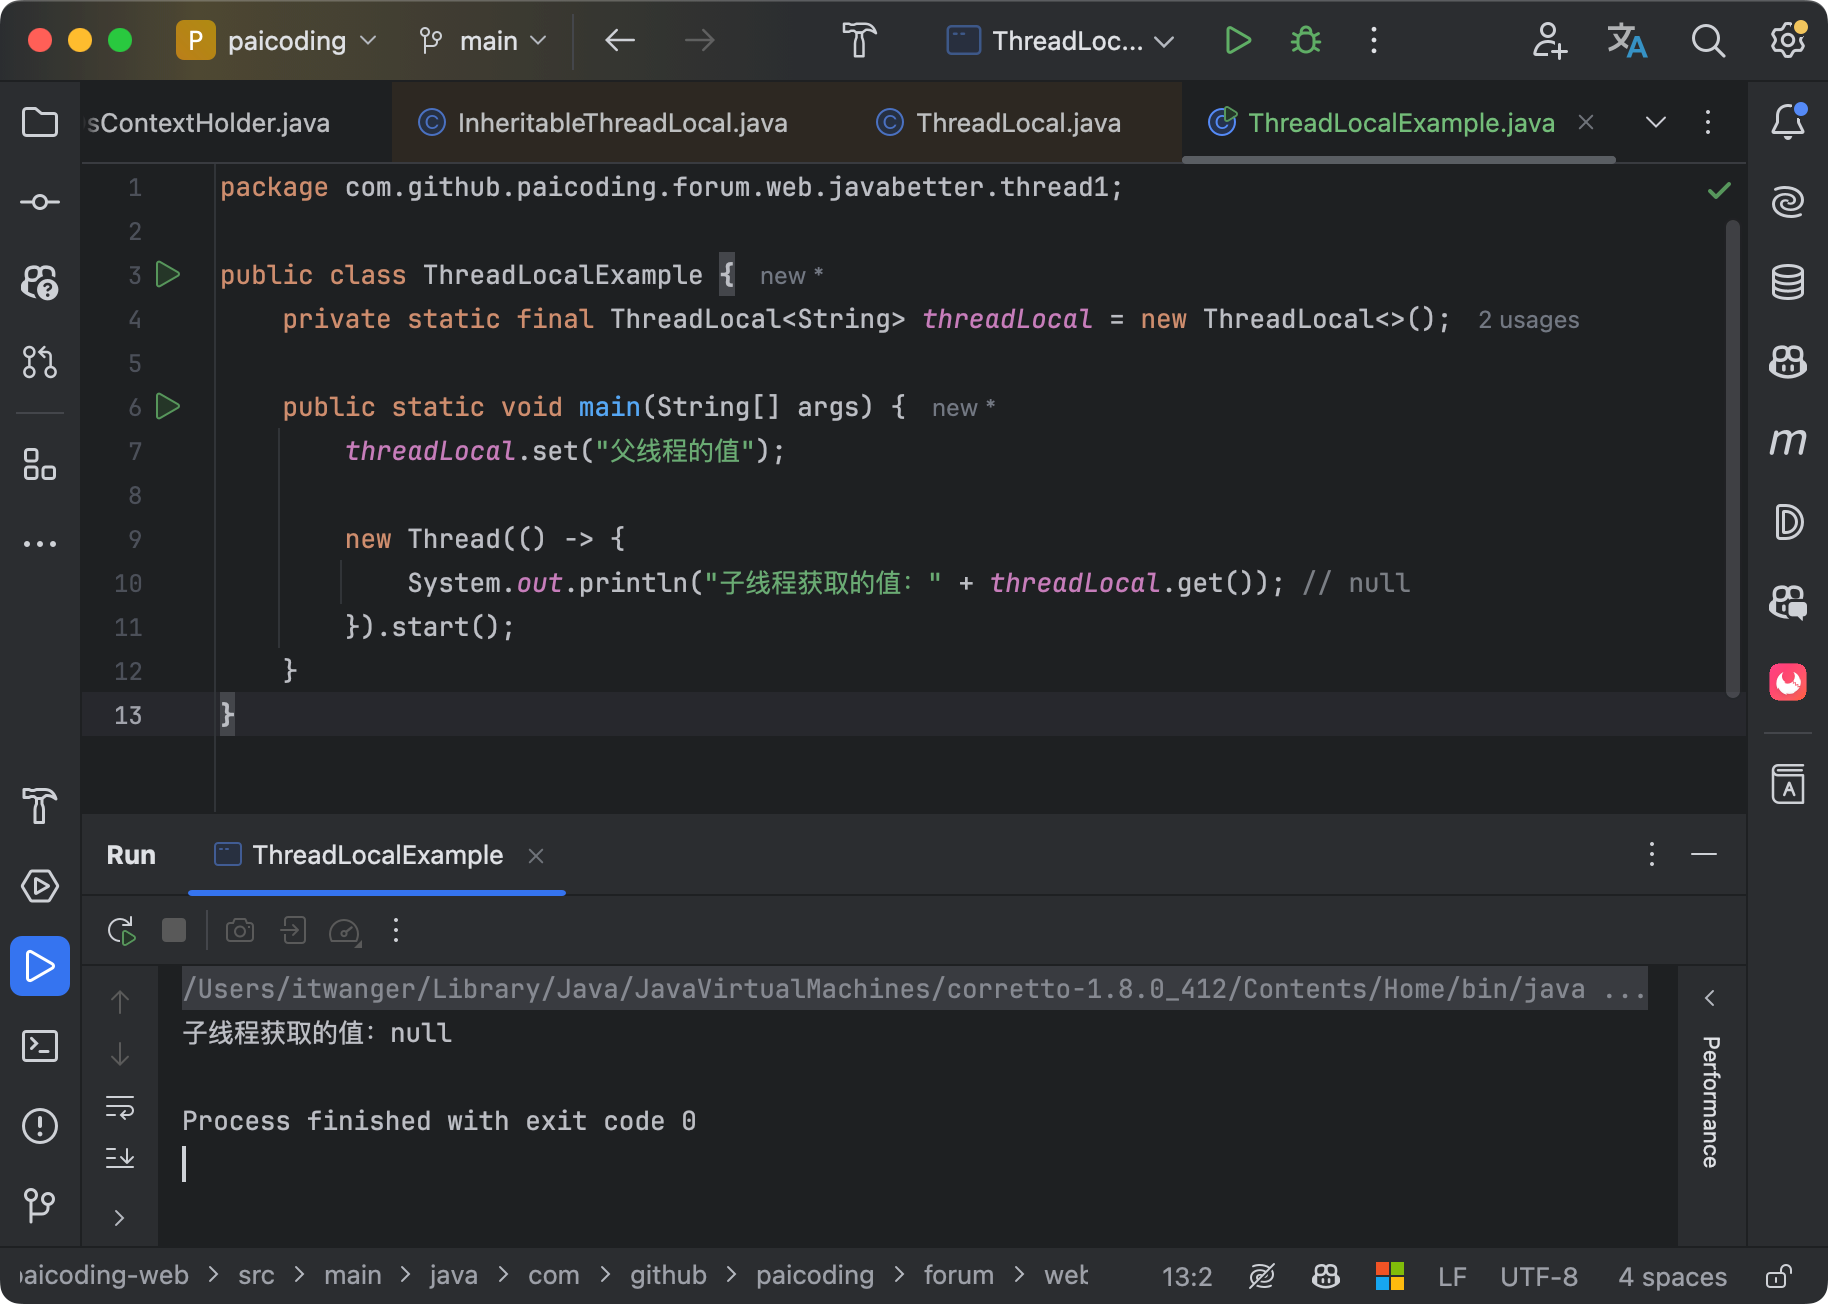 P paicoding main ThreadLoc...
sContextHolder.java InheritableThreadLocal.java ThreadLocal.java ThreadLocalExample.java
1 package com.github.paicoding.forum.web.javabetter.thread1;
2
3 public class ThreadLocalExample { new *
4 private static final ThreadLocal<String> threadLocal = new ThreadLocal<>(); 2 usages
5
6 public static void main(String[] args) { new *
7 threadLocal.set("父线程的值");
8
9 new Thread(() -> {
10 System.out.println("子线程获取的值：" + threadLocal.get()); // null
11 }).start();
12 }
13 }
Run ThreadLocalExample
/Users/itwanger/Library/Java/JavaVirtualMachines/corretto-1.8.0_412/Contents/Home/bin/java ...
子线程获取的值：null
Process finished with exit code 0
Performance
paicoding-web > src > main > java > com > github > paicoding > forum > web 13:2 LF UTF-8 4 spaces